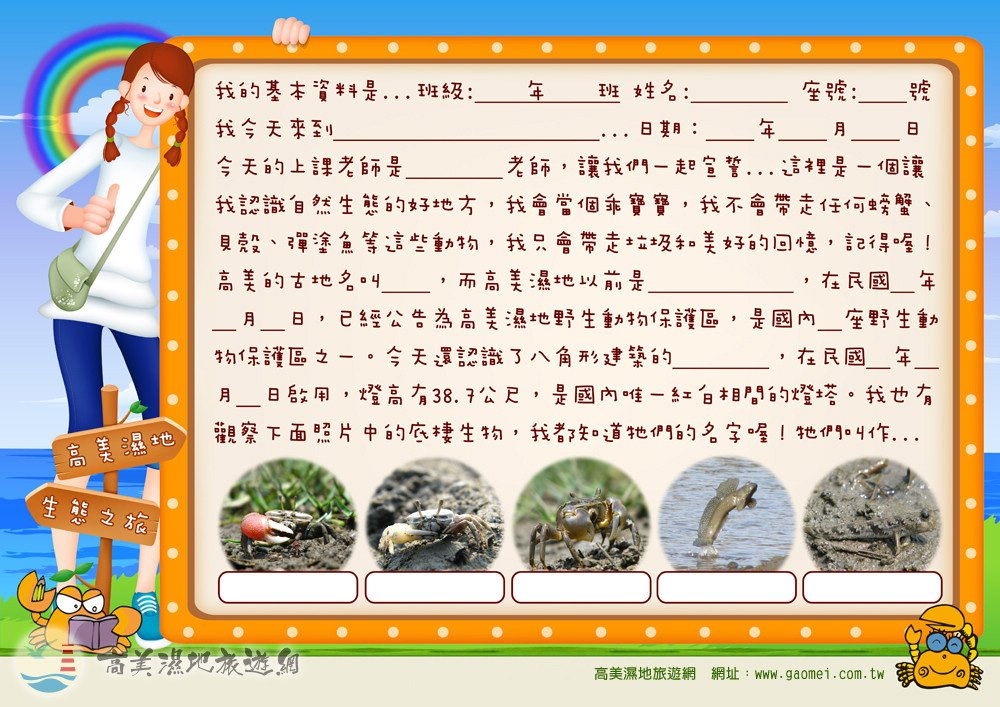 我的基本資料是...班級:____年____班 姓名:________ 座號:____號
我今天來到______________________...日期：____年____月____日
今天的上課老師是________老師，讓我們一起宣誓...這裡是一個讓
我認識自然生態的好地方，我會當個乖寶寶，我不會帶走任何螃蟹、
貝殼、彈塗魚等這些動物，我只會帶走垃圾和美好的回憶，記得喔！
高美的古地名叫____，而高美濕地以前是____________，在民國__年
__月__日，已經公告為高美濕地野生動物保護區，是國內__座野生動
物保護區之一。今天還認識了八角形建築的________，在民國__年__
月__日啟用，燈高有38.7公尺，是國內唯一紅白相間的燈塔。我也有
觀察下面照片中的底棲生物，我都知道牠們的名字喔！牠們叫作...
高美濕地
生態之旅
高美濕地旅遊網
高美濕地旅遊網 網址：www.gaomei.com.tw